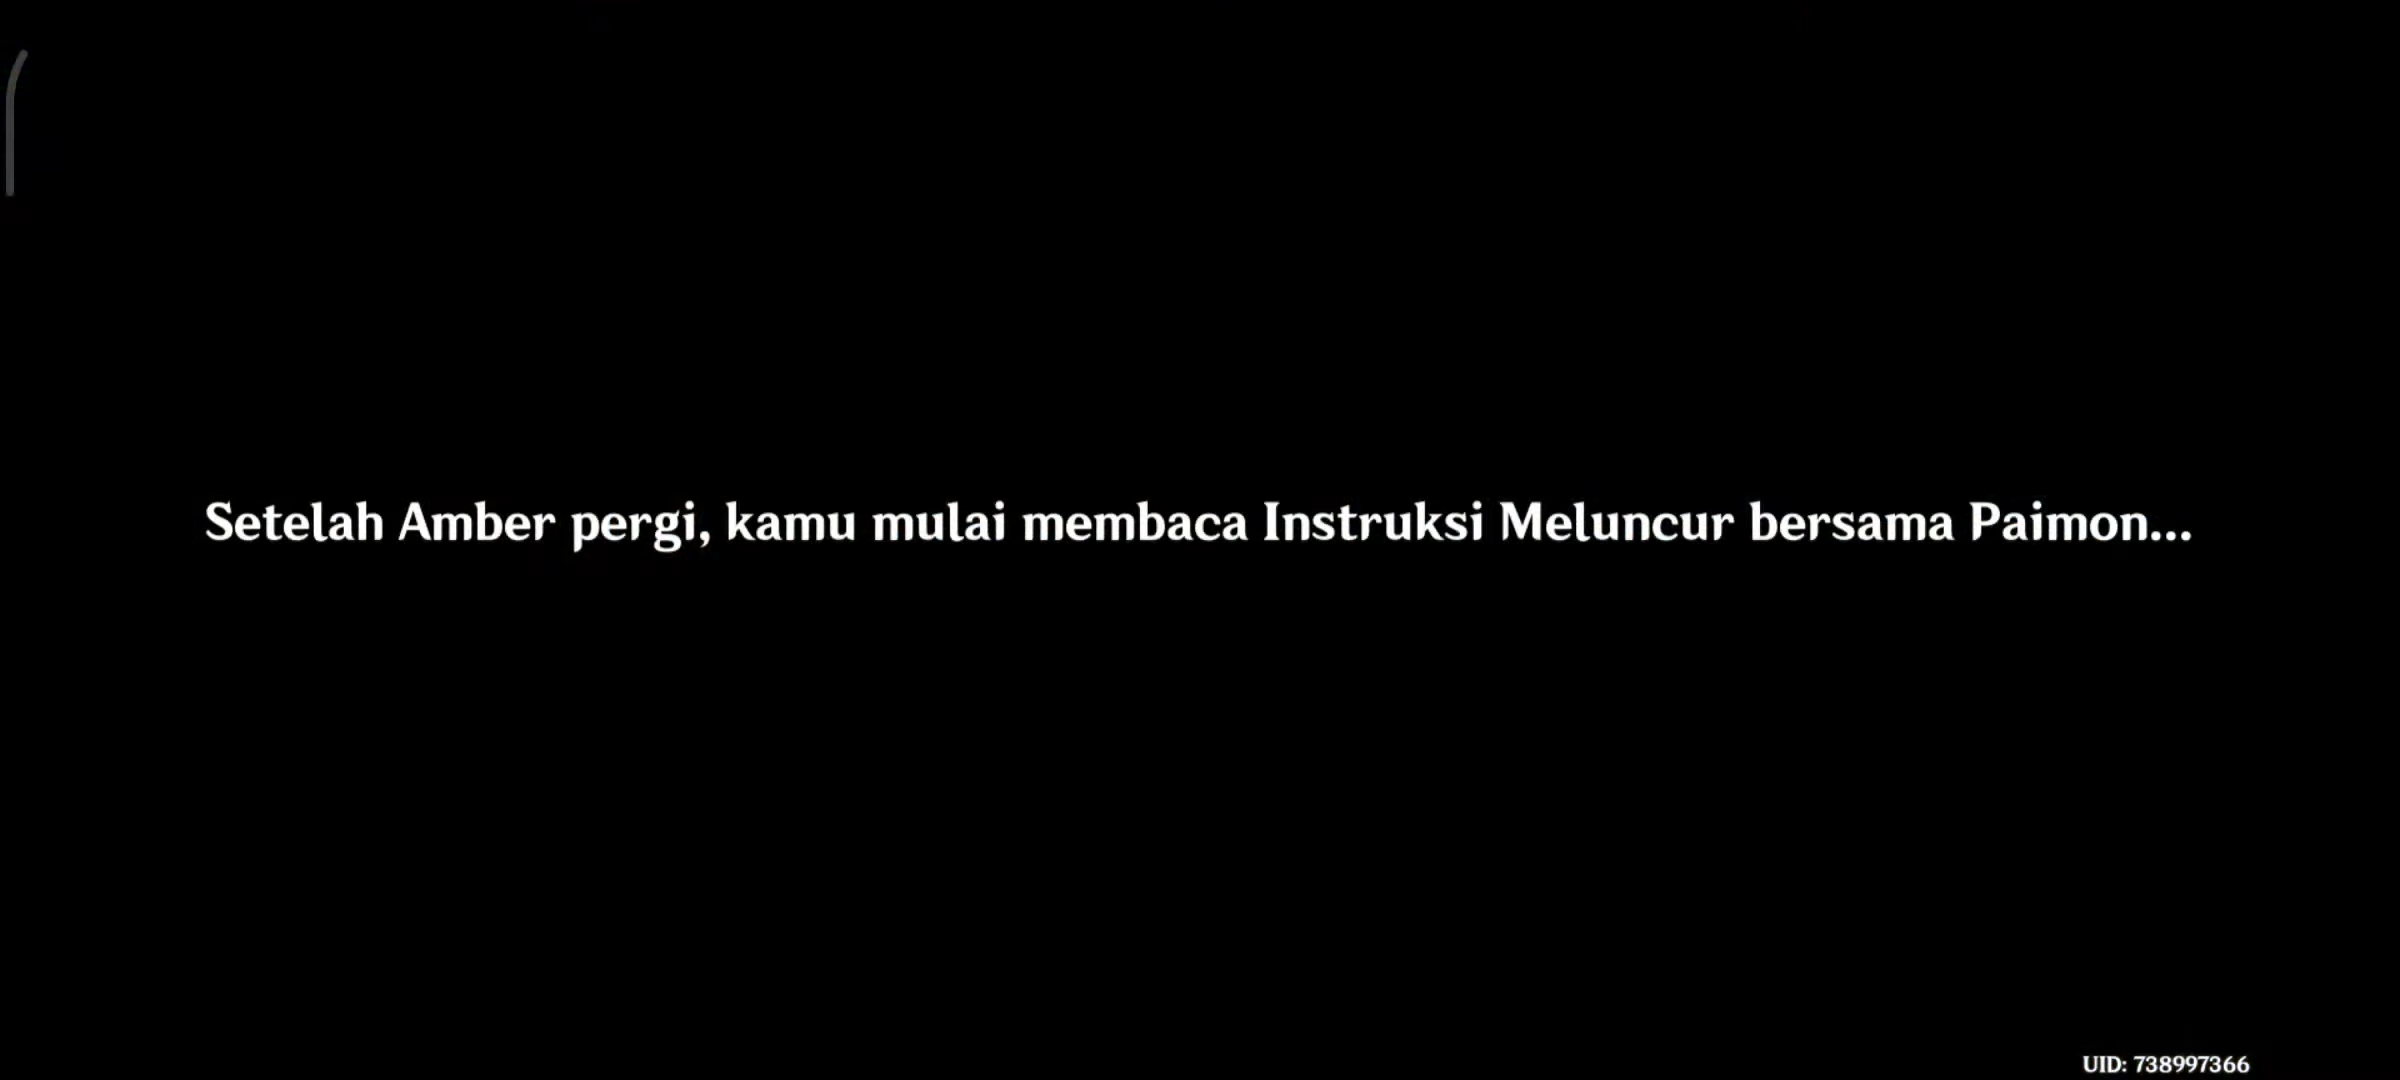 Setelah Amber pergi, kamu mulai membaca Instruksi Meluncur bersama Paimon...
UID: 738997366